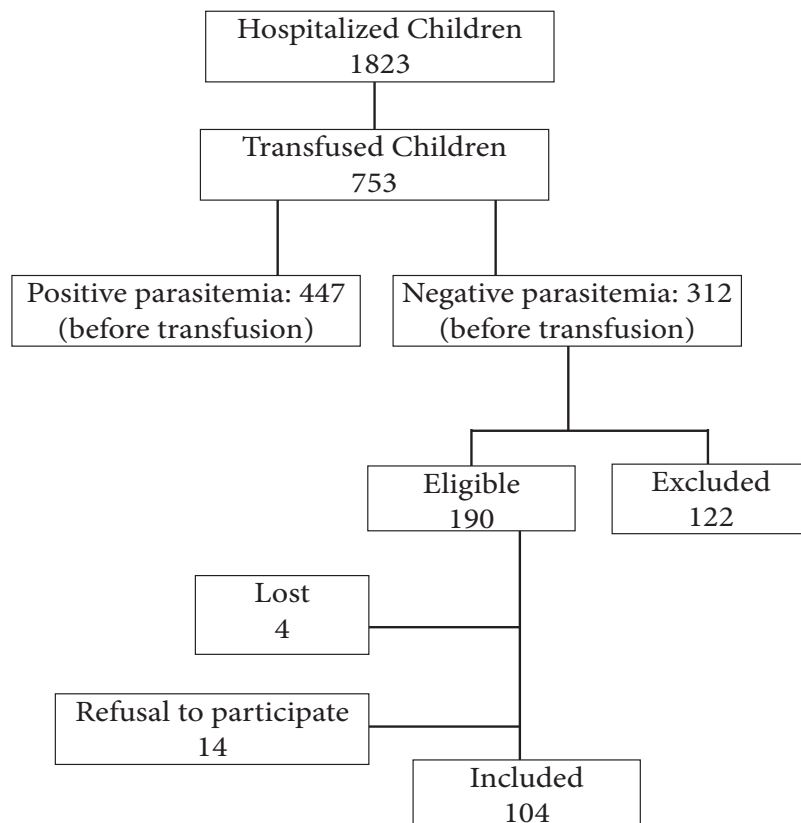 Hospitalized Children
1823
Transfused Children
753
Positive parasitemia: 447
(before transfusion)
Negative parasitemia: 312
(before transfusion)
Eligible
190
Excluded
122
Lost
4
Refusal to participate
14
Included
104